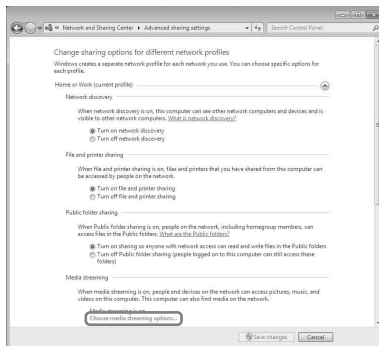 « Network and Sharing Center ▸ Advanced sharing settings
Search Control Panel
Change sharing options for different network profiles
Windows creates a separate network profile for each network you use. You can choose specific options for
each profile.
Home or Work (current profile)
Network discovery
When network discovery is on, this computer can see other network computers and devices and is
visible to other network computers. What is network discovery?
Turn on network discovery
Turn off network discovery
File and printer sharing
When file and printer sharing is on, files and printers that you have shared from this computer can
be accessed by people on the network.
Turn on file and printer sharing
Turn off file and printer sharing
Public folder sharing
When Public folder sharing is on, people on the network, including homegroup members, can
access files in the Public folders. What are the Public folders?
Turn on sharing so anyone with network access can read and write files in the Public folders
Turn off Public folder sharing (people logged on to this computer can still access these
folders)
Media streaming
When media streaming is on, people and devices on the network can access pictures, music, and
videos on this computer. This computer can also find media on the network.
Media streaming is on.
Choose media streaming options...
Save changes
Cancel